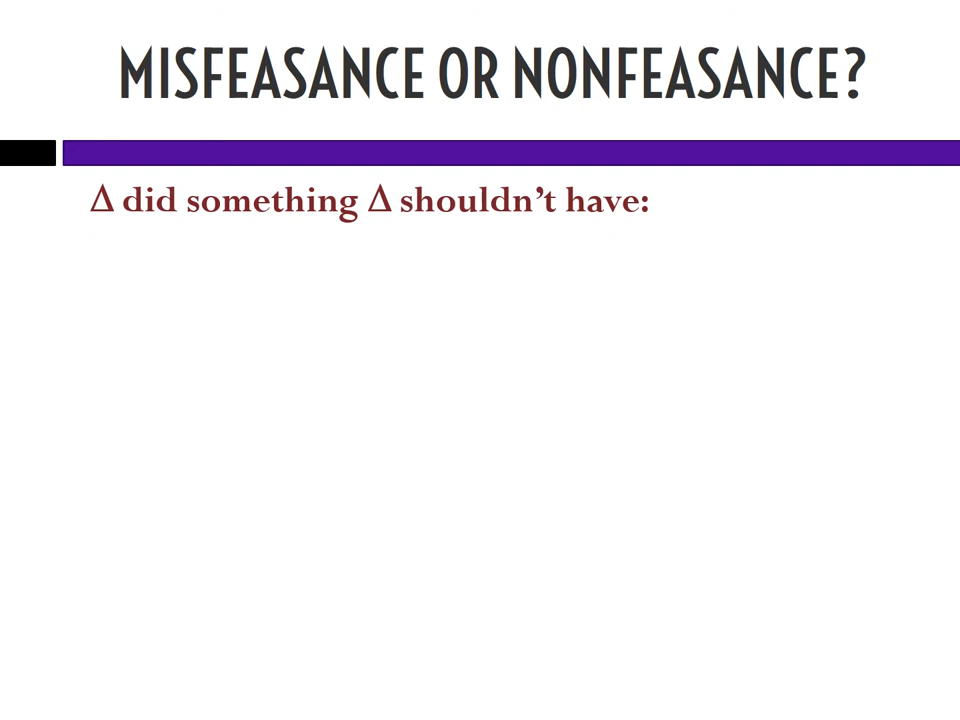 MISFEASANCE OR NONFEASANCE?
Δ did something Δ shouldn’t have: